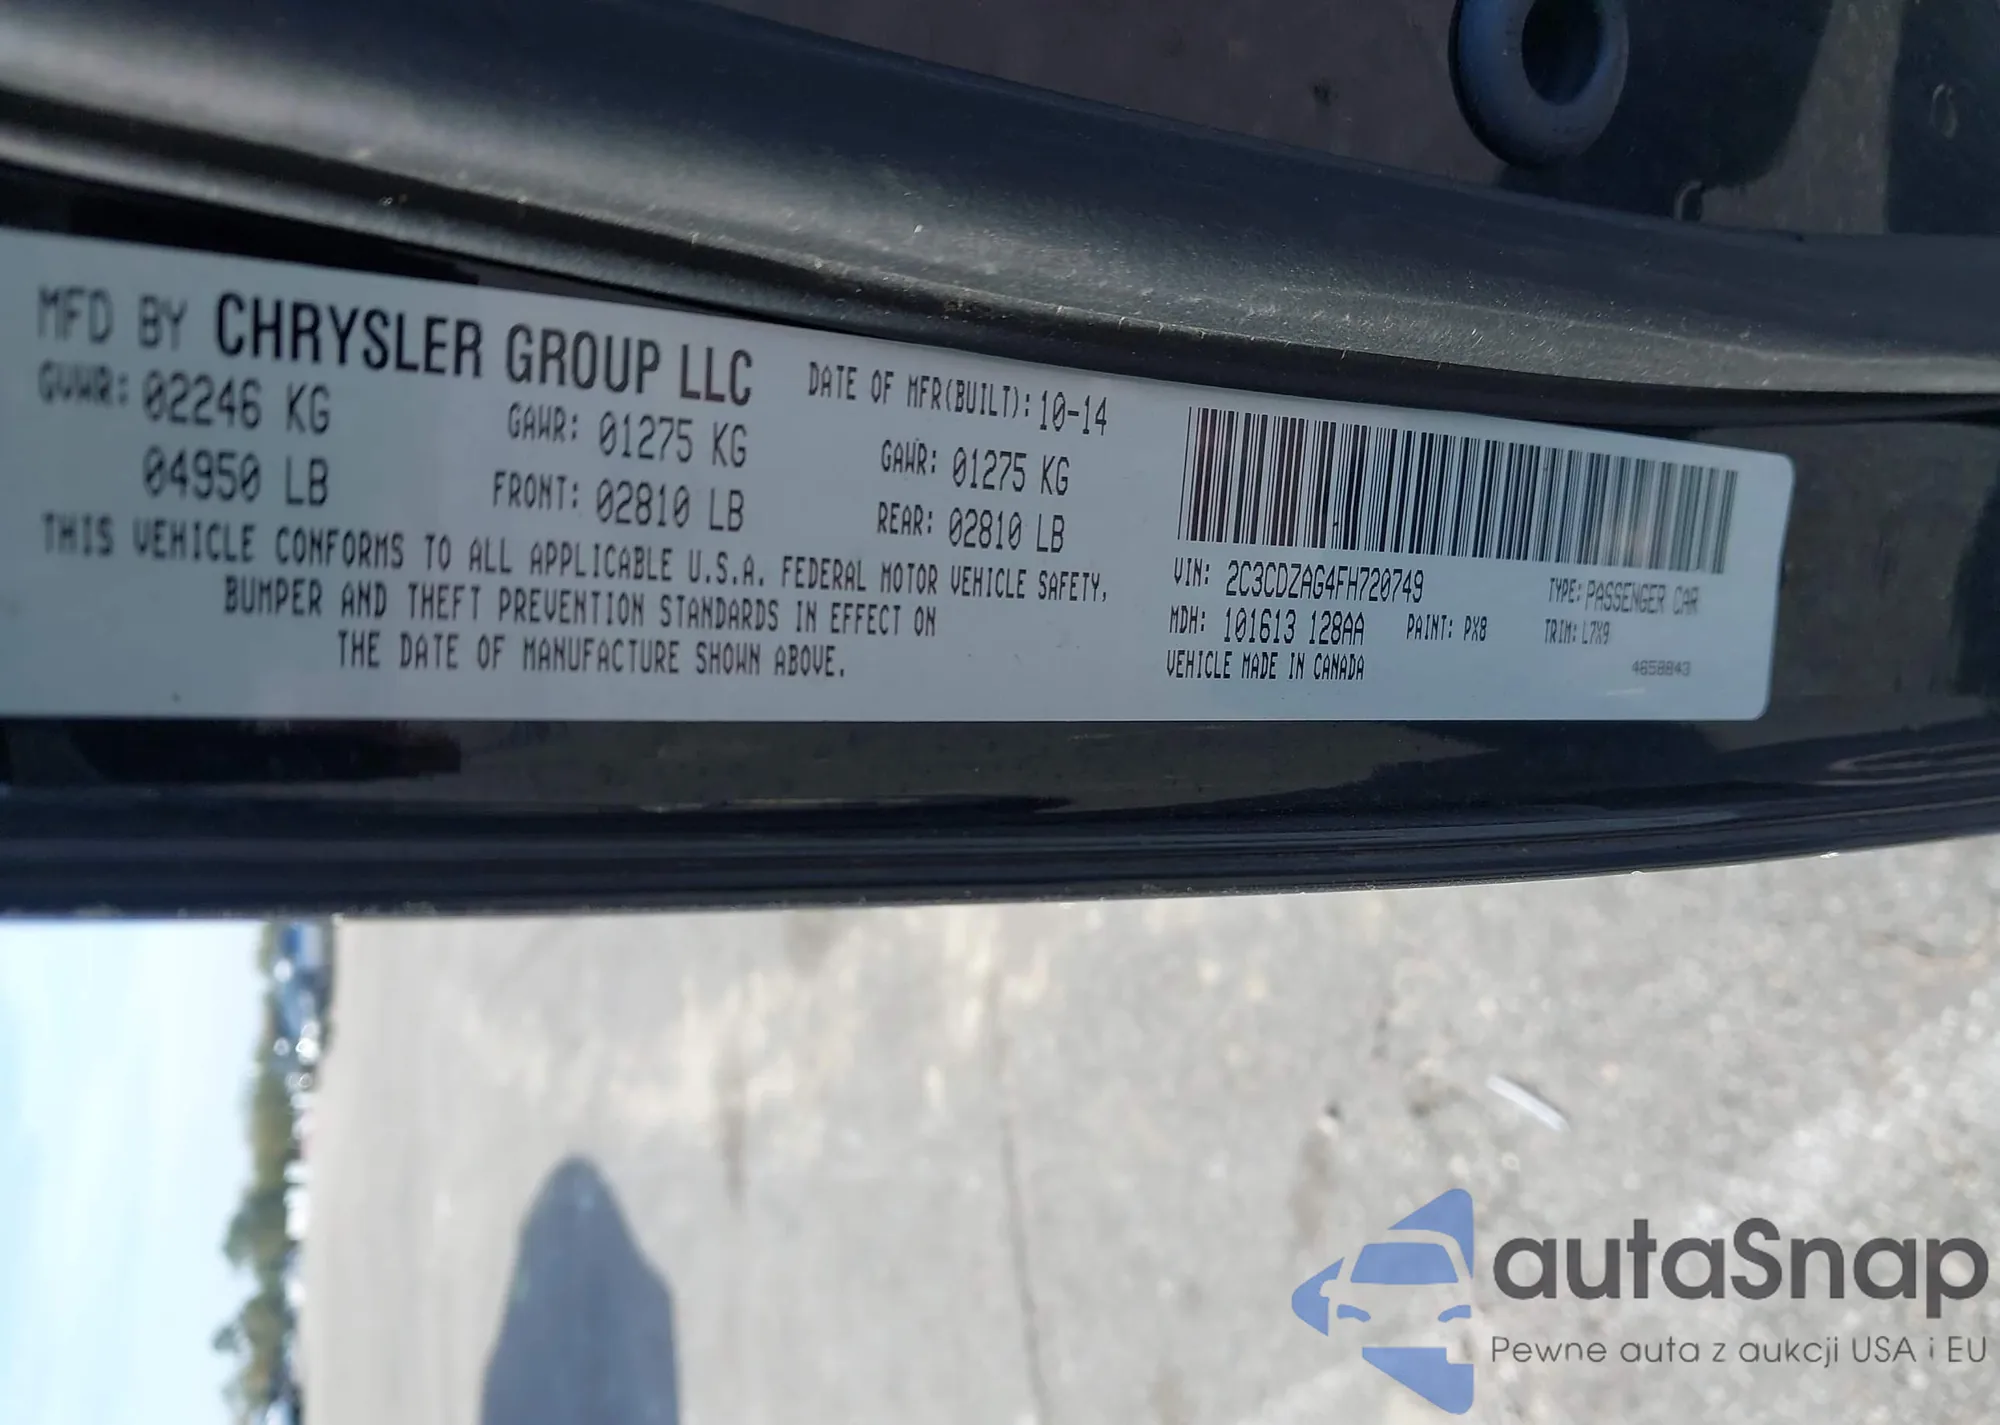 MFD BY CHRYSLER GROUP LLC DATE OF MFR(BUILT): 10-14
GVWR: 02246 KG GAWR: 01275 KG GAWR: 01275 KG
04950 LB FRONT: 02810 LB REAR: 02810 LB
THIS VEHICLE CONFORMS TO ALL APPLICABLE U.S.A. FEDERAL MOTOR VEHICLE SAFETY,
BUMPER AND THEFT PREVENTION STANDARDS IN EFFECT ON
THE DATE OF MANUFACTURE SHOWN ABOVE.
VIN: 2C3CDZAG4FH720749 TYPE: PASSENGER CAR
MDH: 101613 128AA PAINT: PX8 TRIM: L7X9
VEHICLE MADE IN CANADA 4658843
autaSnap
Pewne auta z aukcji USA i EU